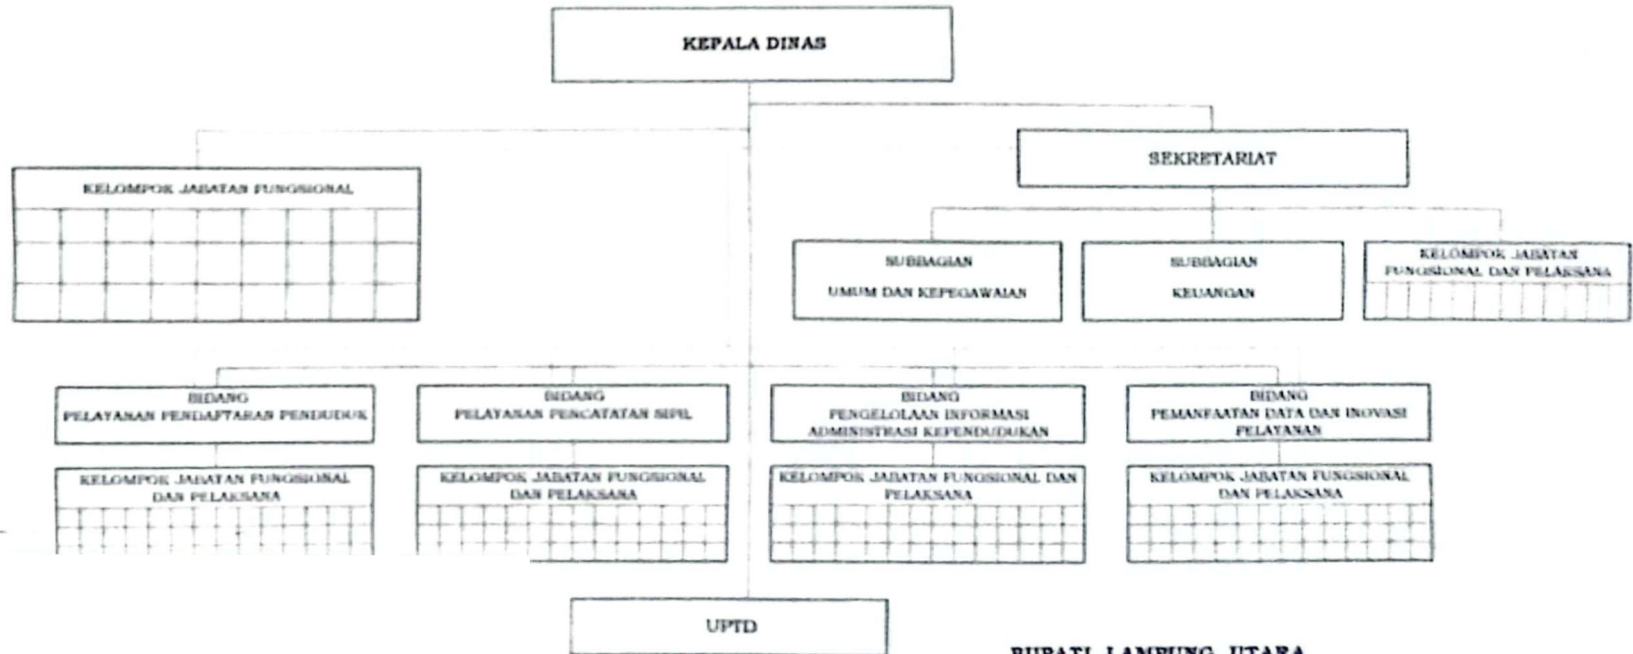 KEPALA DINAS
SEKRETARIAT
KELOMPOK JABATAN FUNGSIONAL
SUBBAGIAN
UMUM DAN KEPEGAWAIAN
SUBBAGIAN
KEUANGAN
KELOMPOK JABATAN
FUNGSIONAL DAN PELAKSANA
BIDANG
PELAYANAN PENDAFTARAN PENDUDUK
BIDANG
PELAYANAN PENCATATAN SIPIL
BIDANG
PENGELOLAAN INFORMASI
ADMINISTRASI KEPENDUDUKAN
BIDANG
PEMANFAATAN DATA DAN INOVASI
PELAYANAN
KELOMPOK JABATAN FUNGSIONAL
DAN PELAKSANA
KELOMPOK JABATAN FUNGSIONAL
DAN PELAKSANA
KELOMPOK JABATAN FUNGSIONAL DAN
PELAKSANA
KELOMPOK JABATAN FUNGSIONAL
DAN PELAKSANA
UPTD
BUPATI LAMPUNG UTARA